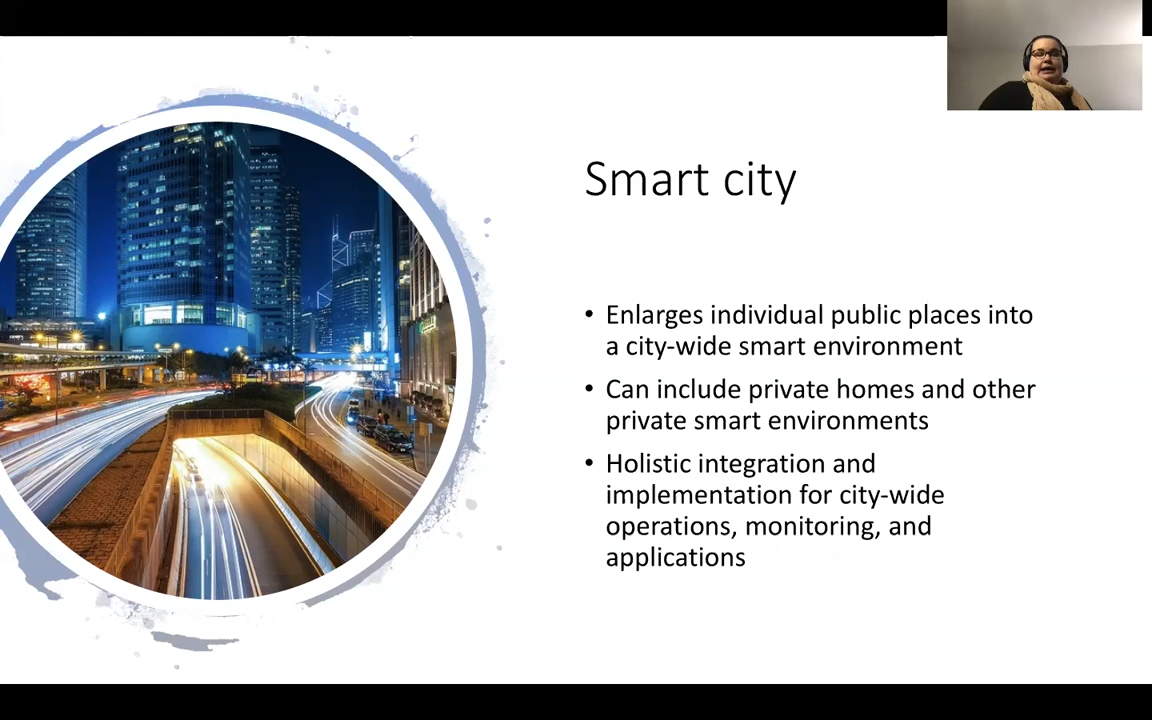 Smart city
• Enlarges individual public places into
a city-wide smart environment
• Can include private homes and other
private smart environments
• Holistic integration and
implementation for city-wide
operations, monitoring, and
applications